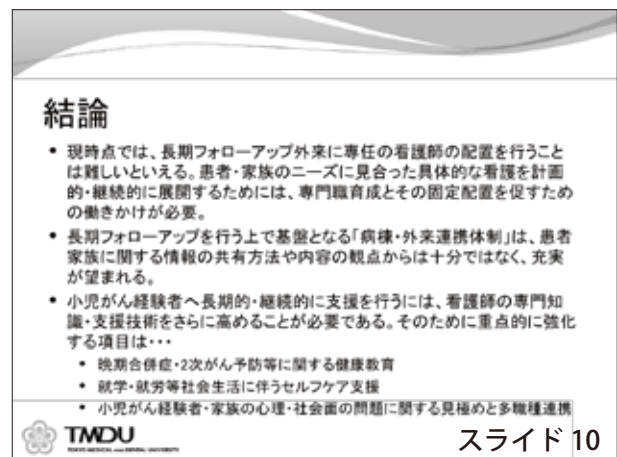 結論
• 現時点では、長期フォローアップ外来に専任の看護師の配置を行うこと
は難しいといえる。患者・家族のニーズに見合った具体的な看護を計画
的・継続的に展開するためには、専門職育成とその固定配置を促すため
の働きかけが必要。
• 長期フォローアップを行う上で基盤となる「病棟・外来連携体制」は、患者
家族に関する情報の共有方法や内容の観点からは十分ではなく、充実
が望まれる。
• 小児がん経験者へ長期的・継続的に支援を行うには、看護師の専門知
識・支援技術をさらに高めることが必要である。そのために重点的に強化
する項目は・・・
• 晩期合併症・2次がん予防等に関する健康教育
• 就学・就労等社会生活に伴うセルフケア支援
• 小児がん経験者・家族の心理・社会面の問題に関する見極めと多職種連携
TMDU
TOKYO MEDICAL AND DENTAL UNIVERSITY
スライド 10